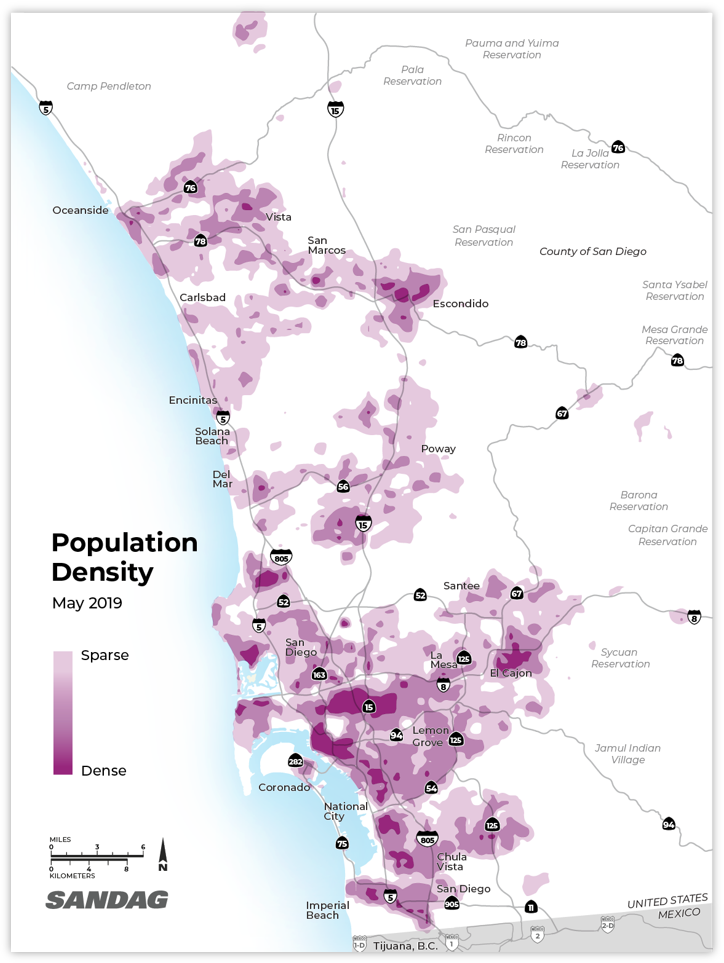 Pauma and Yuima
Reservation
Pala
Reservation
Camp Pendleton
5
15
Rincon
Reservation
76
La Jolla
Reservation
76
Oceanside
Vista
78
San
Marcos
San Pasqual
Reservation
County of San Diego
Carlsbad
Escondido
Santa Ysabel
Reservation
Mesa Grande
Reservation
78
78
Encinitas
5
67
Solana
Beach
Poway
Del
Mar
56
Barona
Reservation
15
Capitan Grande
Reservation
Population
Density
May 2019
805
Santee
52
52
67
8
5
San
Diego
La
Mesa
125
Sycuan
Reservation
Sparse
163
El Cajon
8
15
94
Lemon
Grove
125
Jamul Indian
Village
282
Dense
Coronado
54
National
City
125
94
MILES
0 3 6
0 4 8
KILOMETERS
N
75
805
Chula
Vista
SANDAG
5
San Diego
905
11
Imperial
Beach
UNITED STATES
MEXICO
1-D
Tijuana, B.C.
1
2
2-D